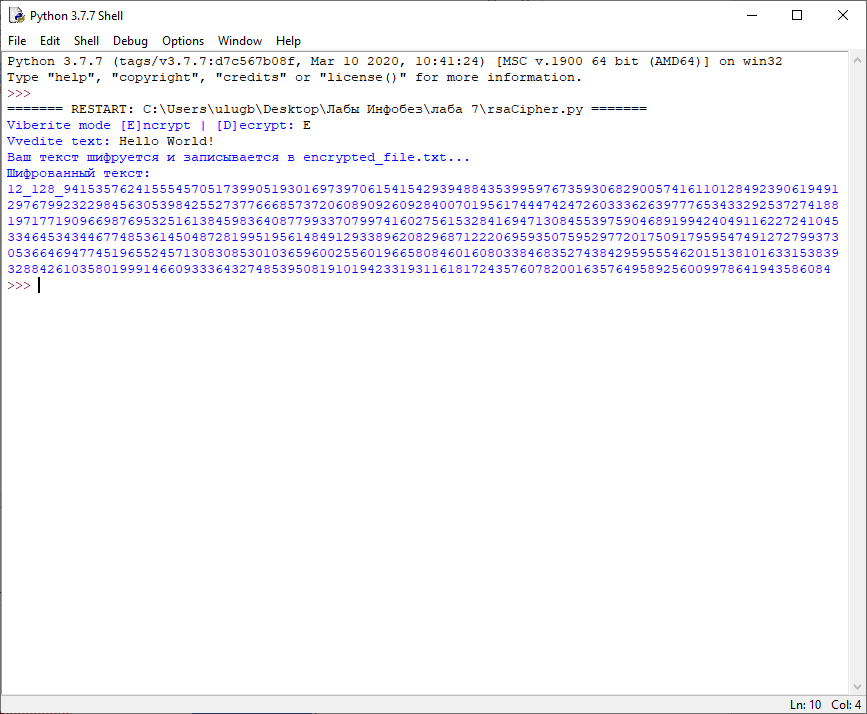 Python 3.7.7 Shell
File Edit Shell Debug Options Window Help
Python 3.7.7 (tags/v3.7.7:d7c567b08f, Mar 10 2020, 10:41:24) [MSC v.1900 64 bit (AMD64)] on win32
Type "help", "copyright", "credits" or "license()" for more information.
>>>
======= RESTART: C:\Users\ulugb\Desktop\Лабы Инфобез\лаба 7\rsaCipher.py =======
Viberite mode [E]ncrypt | [D]ecrypt: E
Vvedite text: Hello World!
Ваш текст шифруется и записывается в encrypted_file.txt...
Шифрованный текст:
12_128_9415357624155545705173990519301697397061541542939488435399597673593068290057416110128492390619491
29767992322984563053984255273776668573720608909260928400701956174447424726033362639777653433292537274188
19717719096698769532516138459836408779933707997416027561532841694713084553975904689199424049116227241045
33464534344677485361450487281995195614849129338962082968712220695935075952977201750917959547491272799373
05366469477451965524571308308530103659600255601966580846016080338468352743842959555462015138101633153839
3288426103580199914660933364327485395081910194233193116181724357607820016357649589256009978641943586084
>>>
Ln: 10 Col: 4